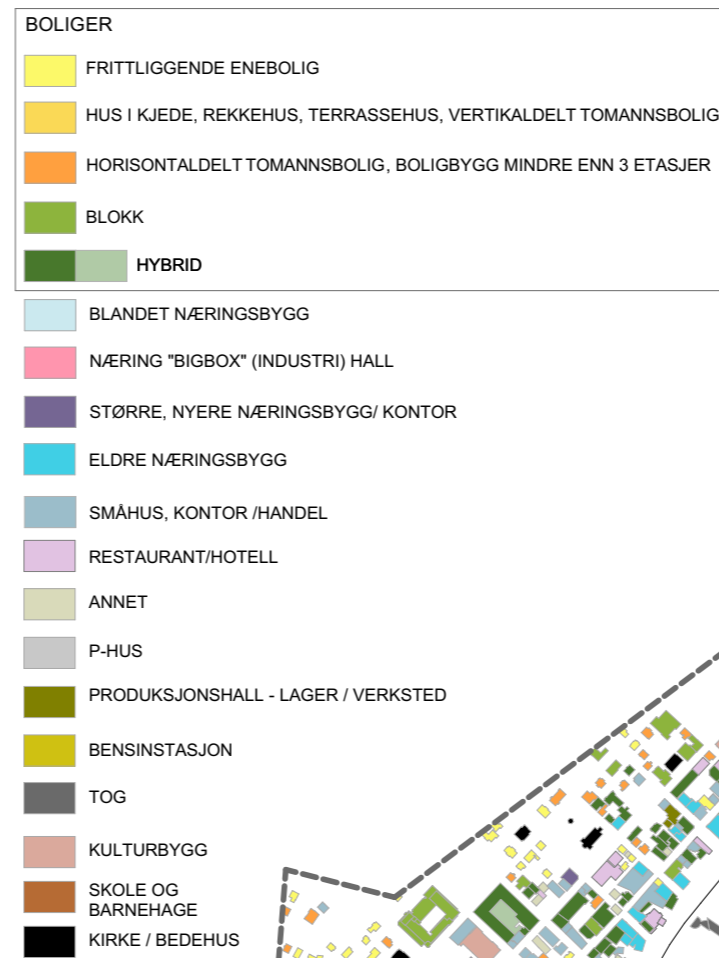 BOLIGER
FRITTLIGGENDE ENEBOLIG
HUS I KJEDE, REKKEHUS, TERRASSEHUS, VERTIKALDELT TOMANNSBOLIG
HORISONTALDELT TOMANNSBOLIG, BOLIGBYGG MINDRE ENN 3 ETASJER
BLOKK
HYBRID
BLANDET NÆRINGSBYGG
NÆRING "BIGBOX" (INDUSTRI) HALL
STØRRE, NYERE NÆRINGSBYGG/ KONTOR
ELDRE NÆRINGSBYGG
SMÅHUS, KONTOR /HANDEL
RESTAURANT/HOTELL
ANNET
P-HUS
PRODUKSJONSHALL - LAGER / VERKSTED
BENSINSTASJON
TOG
KULTURBYGG
SKOLE OG
BARNEHAGE
KIRKE / BEDEHUS